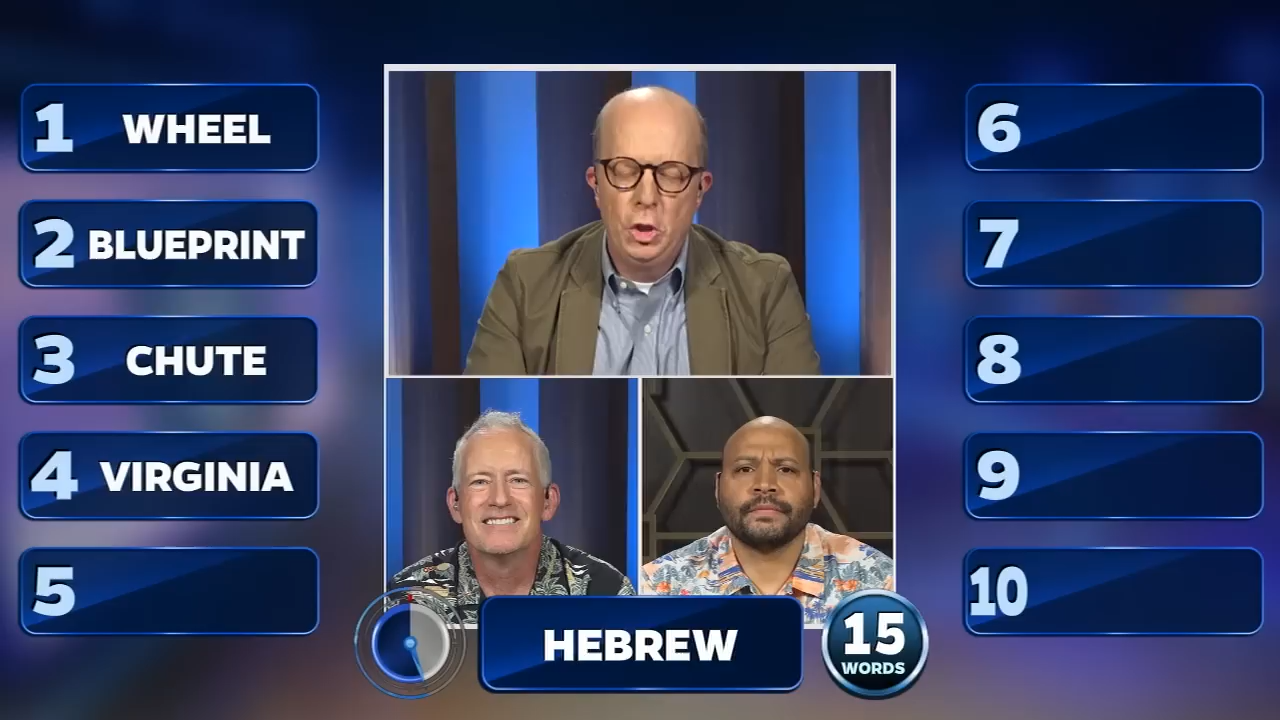 1 WHEEL
2 BLUEPRINT
3 CHUTE
4 VIRGINIA
5
6
7
8
9
10
HEBREW
15
WORDS